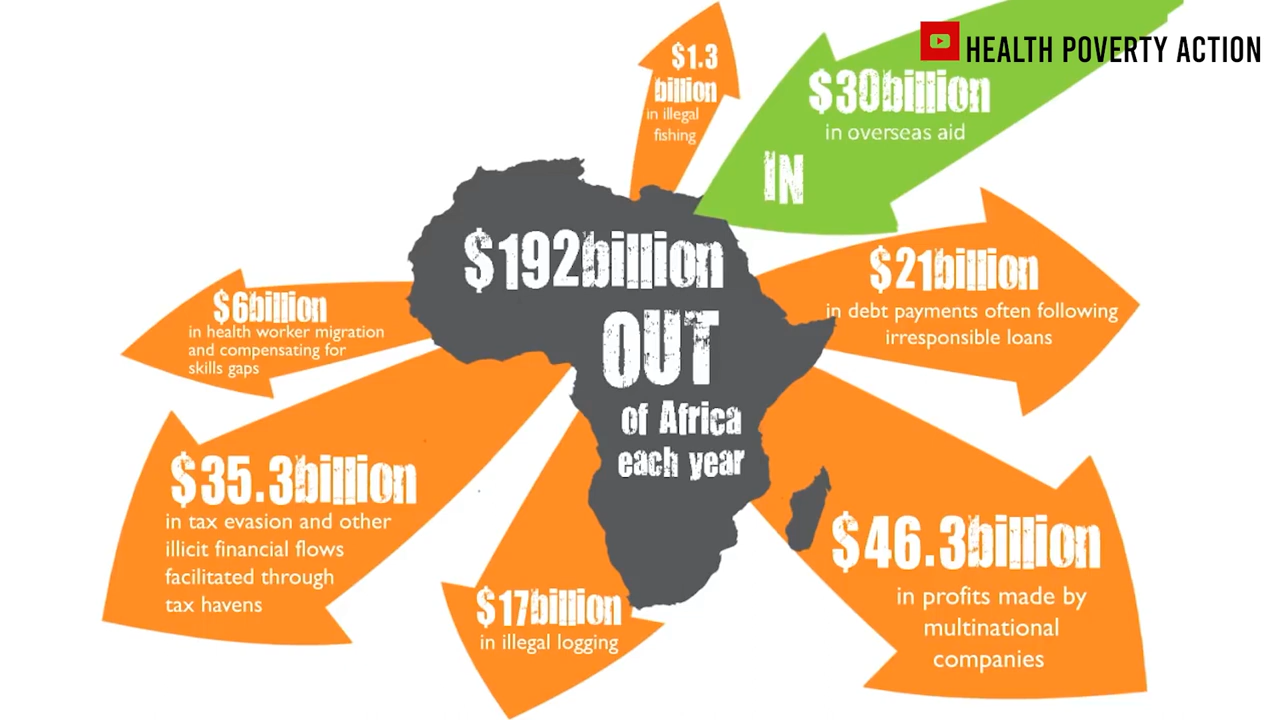 HEALTH POVERTY ACTION
$1.3
billion
in illegal
fishing
$30billion
in overseas aid
IN
$192billion
OUT
of Africa
each year
$21billion
in debt payments often following
irresponsible loans
$6billion
in health worker migration
and compensating for
skills gaps
$35.3billion
in tax evasion and other
illicit financial flows
facilitated through
tax havens
$17billion
in illegal logging
$46.3billion
in profits made by
multinational
companies